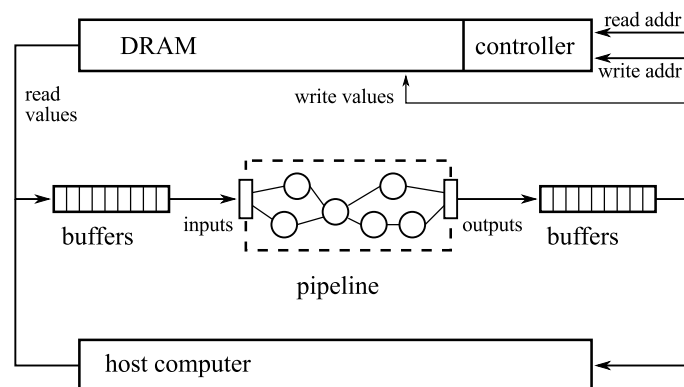 DRAM
controller
read addr
write addr
write values
read
values
buffers
inputs
outputs
buffers
pipeline
host computer